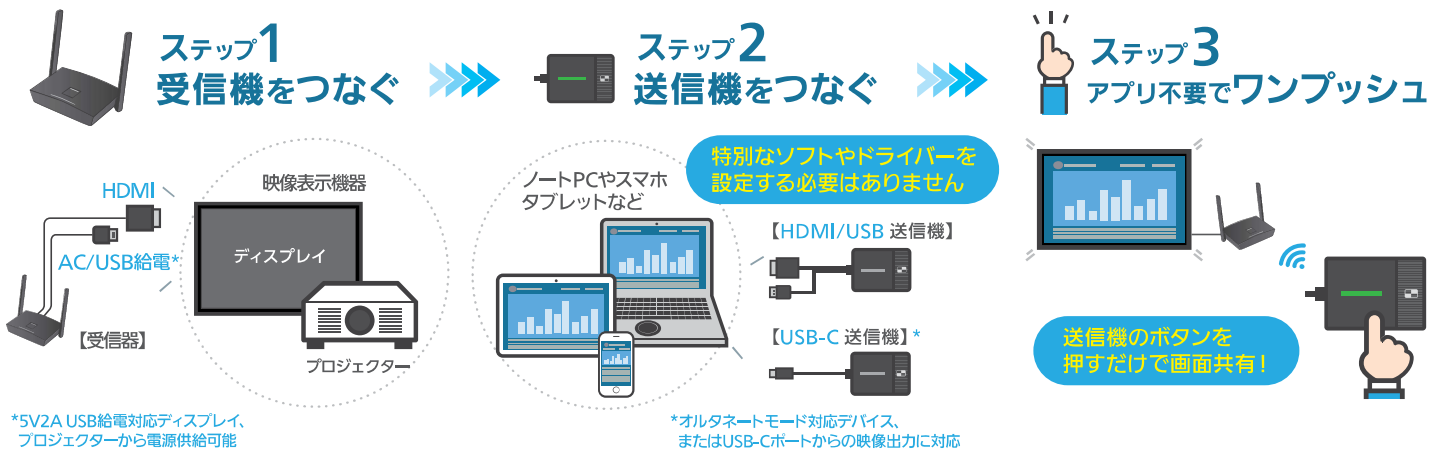 ステップ1
受信機をつなぐ
ステップ2
送信機をつなぐ
ステップ3
アプリ不要でワンプッシュ
HDMI
AC/USB給電*
【受信器】
映像表示機器
ディスプレイ
プロジェクター
*5V2A USB給電対応ディスプレイ、
プロジェクターから電源供給可能
特別なソフトやドライバーを
設定する必要はありません
ノートPCやスマホ
タブレットなど
【HDMI/USB 送信機】
【USB-C 送信機】*
*オルタネートモード対応デバイス、
またはUSB-Cポートからの映像出力に対応
送信機のボタンを
押すだけで画面共有!